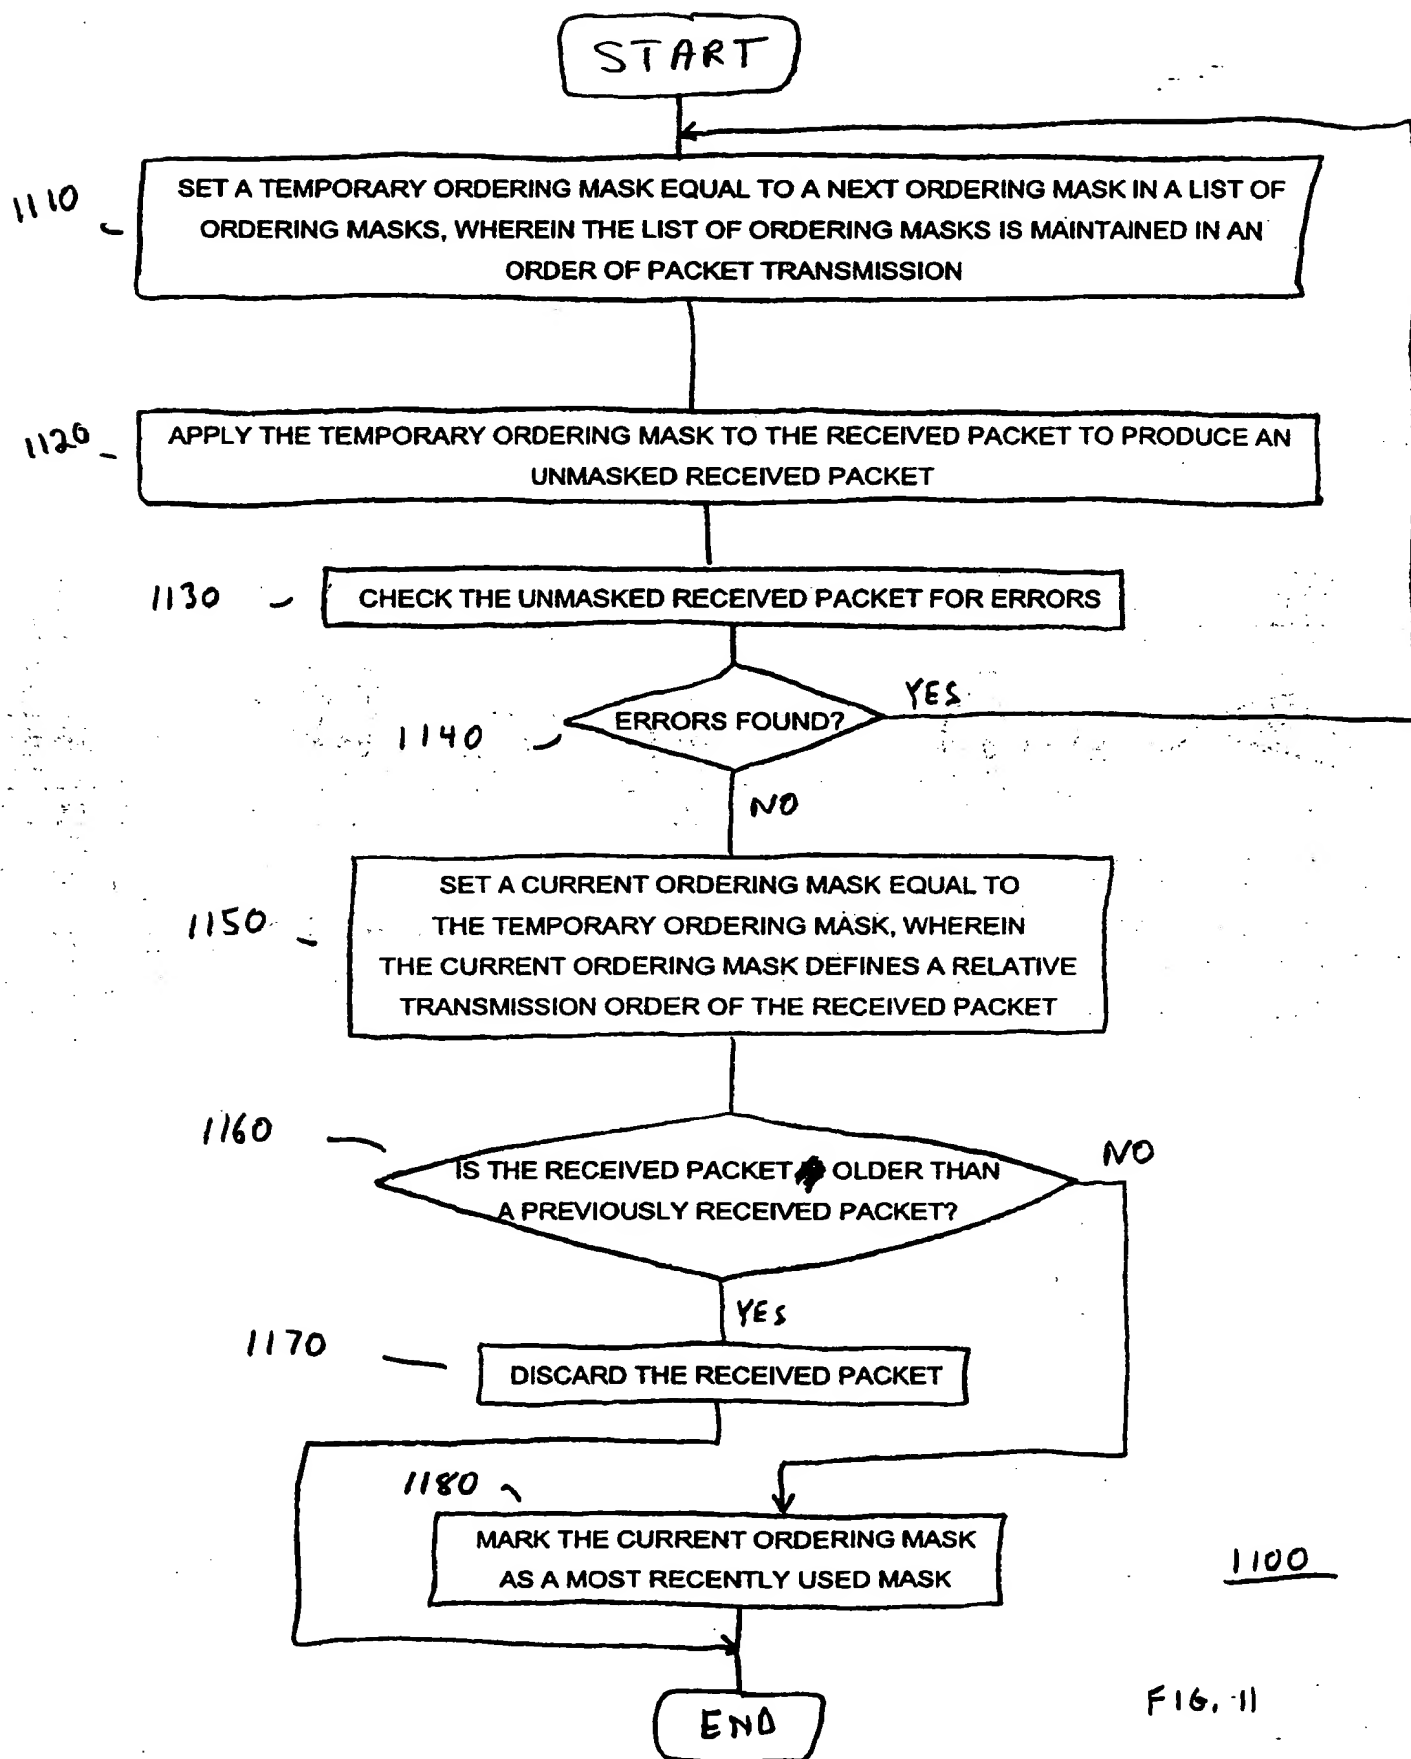 START
1110
SET A TEMPORARY ORDERING MASK EQUAL TO A NEXT ORDERING MASK IN A LIST OF
ORDERING MASKS, WHEREIN THE LIST OF ORDERING MASKS IS MAINTAINED IN AN
ORDER OF PACKET TRANSMISSION
1120
APPLY THE TEMPORARY ORDERING MASK TO THE RECEIVED PACKET TO PRODUCE AN
UNMASKED RECEIVED PACKET
1130
CHECK THE UNMASKED RECEIVED PACKET FOR ERRORS
1140
ERRORS FOUND?
YES
NO
1150
SET A CURRENT ORDERING MASK EQUAL TO
THE TEMPORARY ORDERING MASK, WHEREIN
THE CURRENT ORDERING MASK DEFINES A RELATIVE
TRANSMISSION ORDER OF THE RECEIVED PACKET
1160
IS THE RECEIVED PACKET OLDER THAN
A PREVIOUSLY RECEIVED PACKET?
NO
YES
1170
DISCARD THE RECEIVED PACKET
1180
MARK THE CURRENT ORDERING MASK
AS A MOST RECENTLY USED MASK
1100
END
FIG. 11